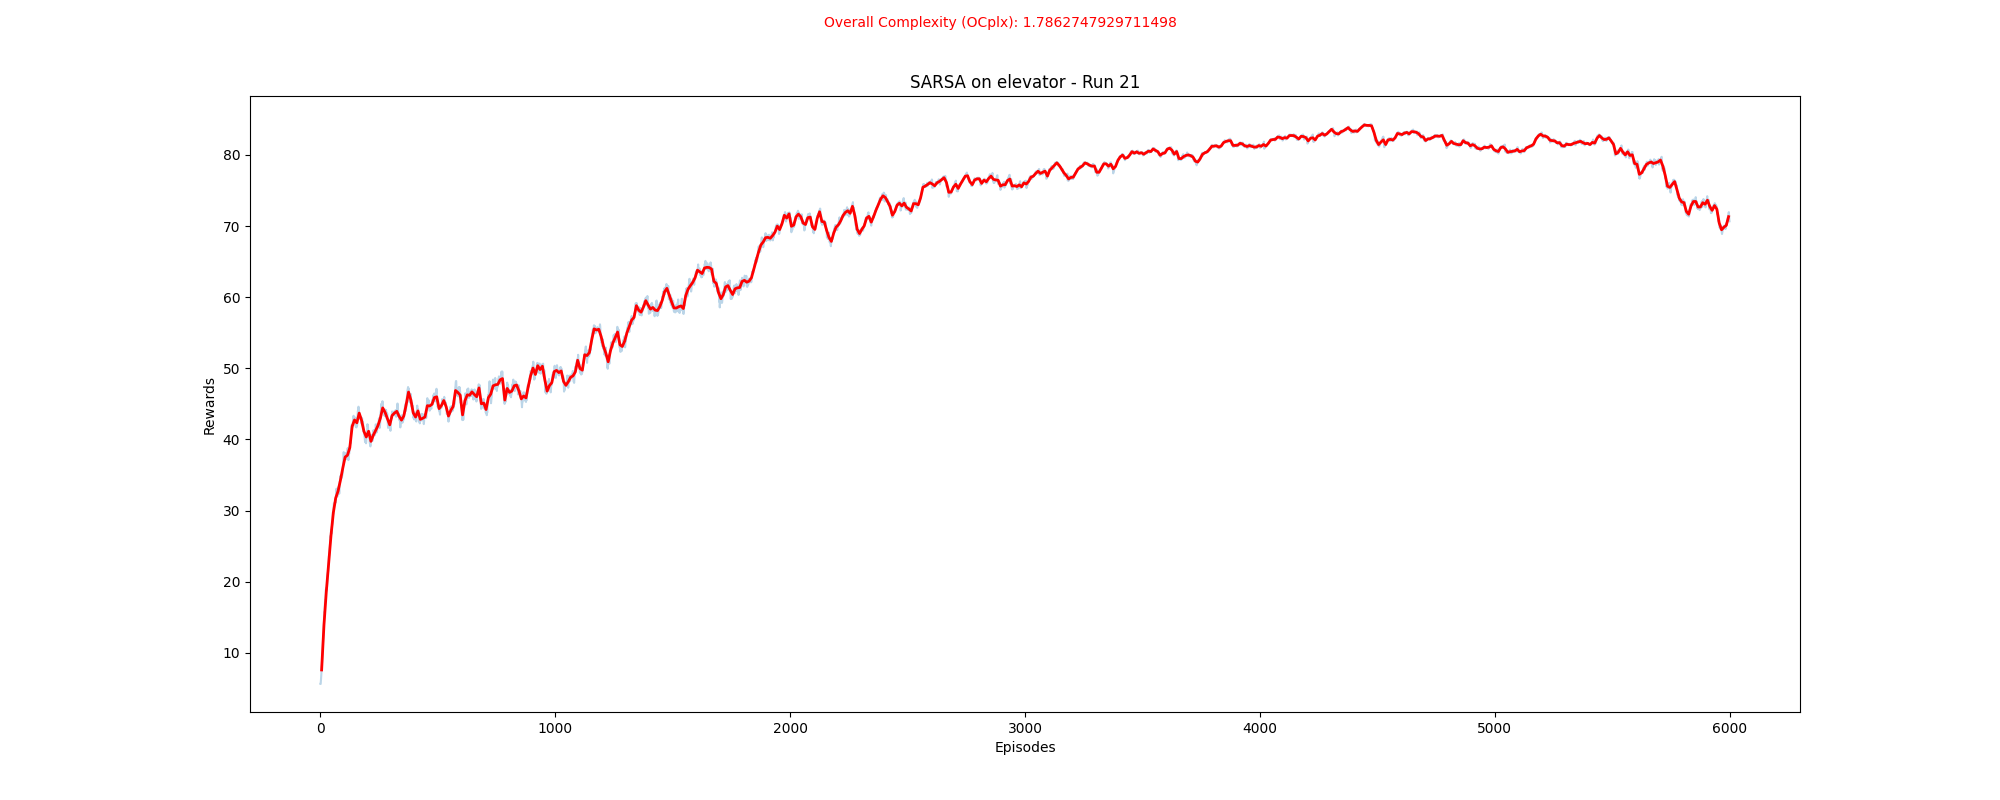 Overall Complexity (OCplx): 1.7862747929711498
SARSA on elevator - Run 21
Rewards
80
70
60
50
40
30
20
10
0 1000 2000 3000 4000 5000 6000
Episodes